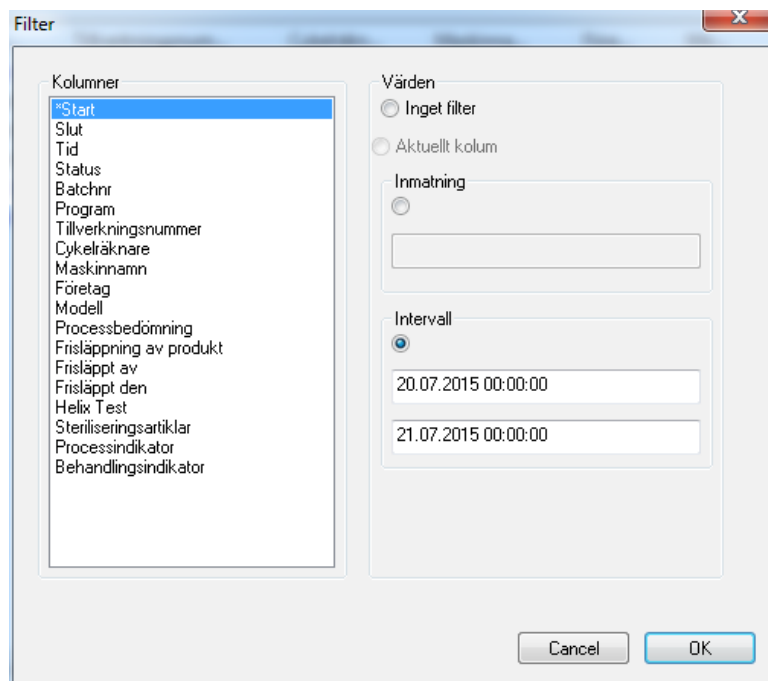 Filter
Kolumner
*Start
Slut
Tid
Status
Batchnr
Program
Tillverkningsnummer
Cykelräknare
Maskinnamn
Företag
Modell
Processbedömning
Frisläppning av produkt
Frisläppt av
Frisläppt den
Helix Test
Steriliseringsartiklar
Processindikator
Behandlingsindikator
Värden
Inget filter
Aktuellt kolum
Inmatning
Intervall
20.07.2015 00:00:00
21.07.2015 00:00:00
Cancel
OK